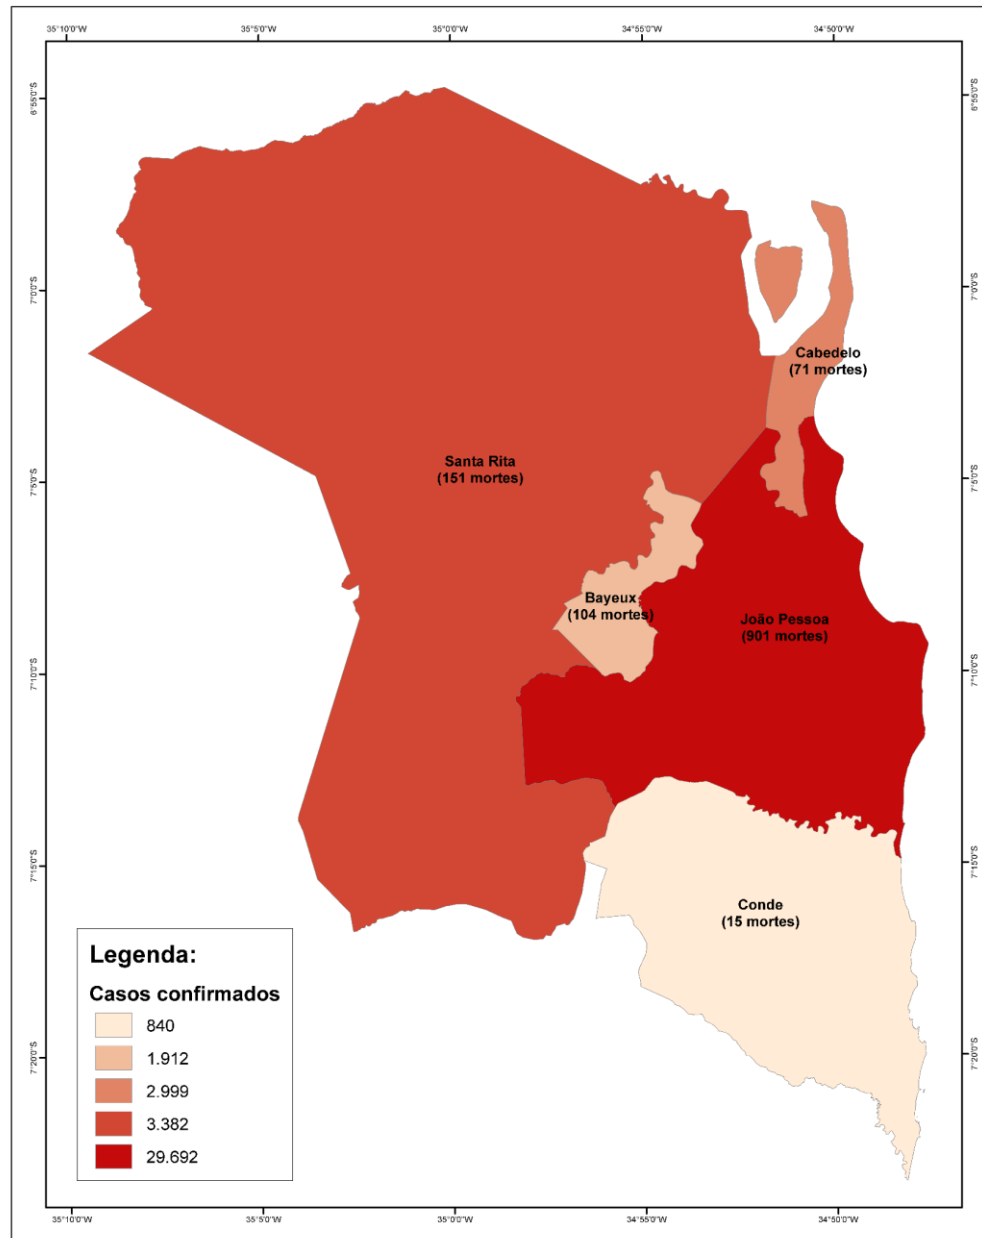 35°10'0"W 35°5'0"W 35°0'0"W 34°55'0"W 34°50'0"W
6°55'0"S 6°55'0"S
7°0'0"S 7°0'0"S
Cabedelo
(71 mortes)
Santa Rita
(151 mortes)
7°5'0"S 7°5'0"S
Bayeux
(104 mortes)
João Pessoa
(901 mortes)
7°10'0"S 7°10'0"S
7°15'0"S 7°15'0"S
Conde
(15 mortes)
Legenda:
Casos confirmados
840
1.912
2.999
3.382
29.692
7°20'0"S 7°20'0"S
35°10'0"W 35°5'0"W 35°0'0"W 34°55'0"W 34°50'0"W